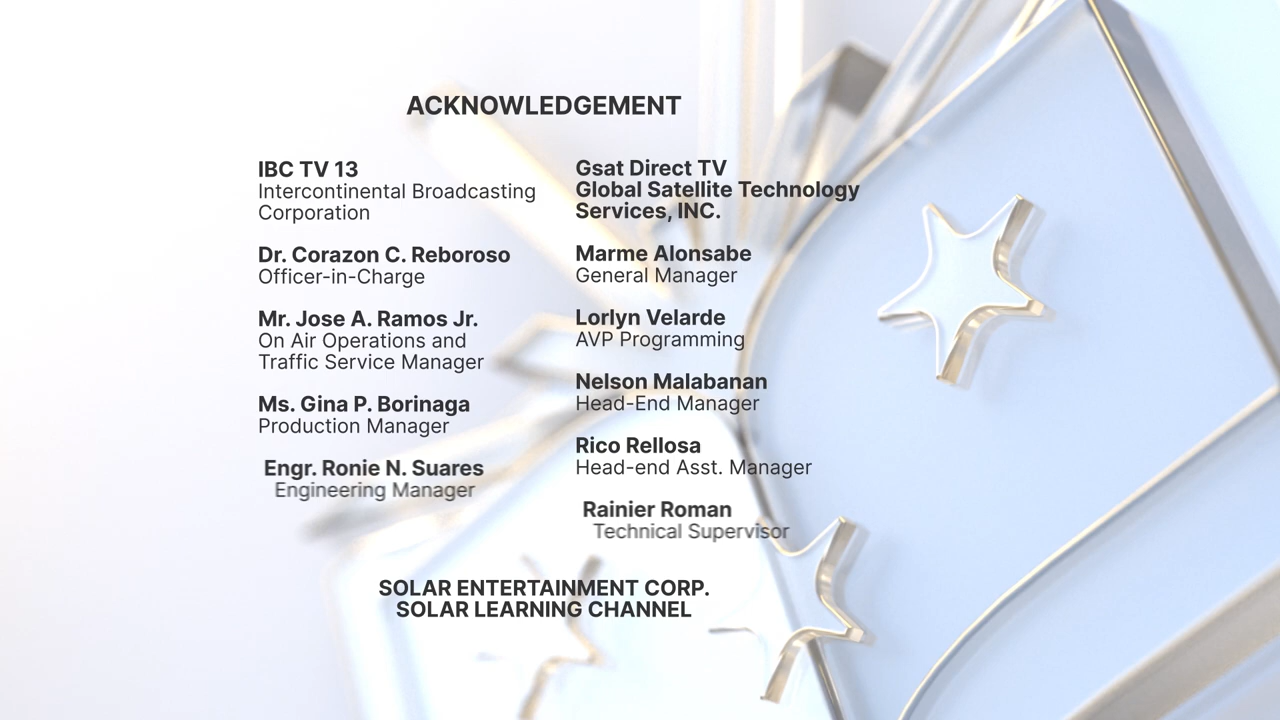 ACKNOWLEDGEMENT
IBC TV 13
Intercontinental Broadcasting
Corporation
Dr. Corazon C. Reboroso
Officer-in-Charge
Mr. Jose A. Ramos Jr.
On Air Operations and
Traffic Service Manager
Ms. Gina P. Borinaga
Production Manager
Engr. Ronie N. Suares
Engineering Manager
Gsat Direct TV
Global Satellite Technology
Services, INC.
Marme Alonsabe
General Manager
Lorlyn Velarde
AVP Programming
Nelson Malabanan
Head-End Manager
Rico Rellosa
Head-end Asst. Manager
Rainier Roman
Technical Supervisor
SOLAR ENTERTAINMENT CORP.
SOLAR LEARNING CHANNEL